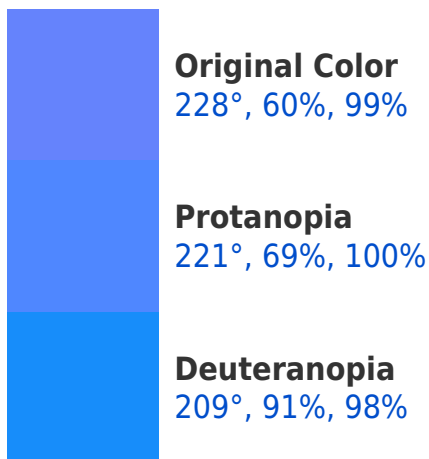 Original Color
228°, 60%, 99%
Protanopia
221°, 69%, 100%
Deuteranopia
209°, 91%, 98%